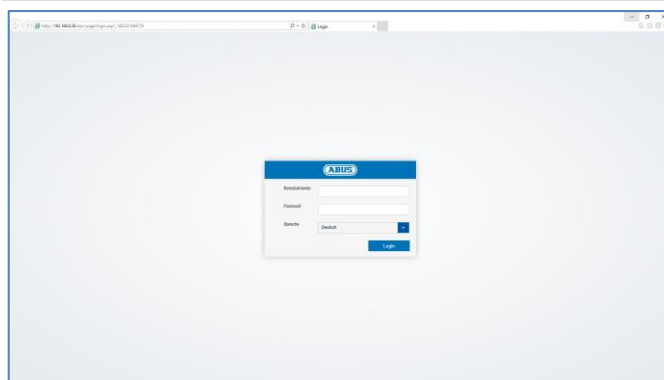 Login
ABUS
Benutzername
Passwort
Sprache
Deutsch
Login